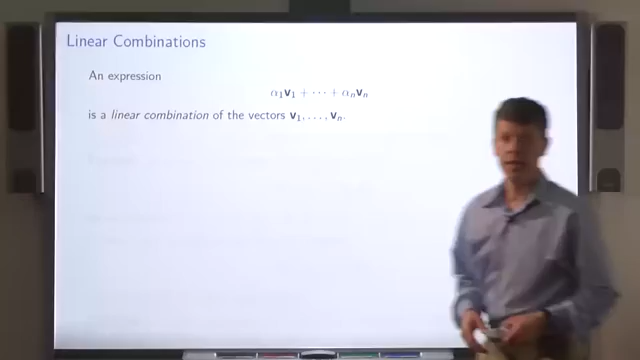 Linear Combinations
An expression
α₁v₁ + ⋯ + αₙvₙ
is a linear combination of the vectors v₁, . . . , vₙ.